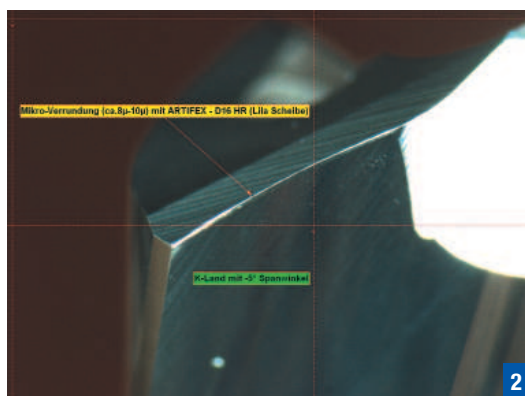 Mikro-Verrundung (ca.8µ-10µ) mit ARTIFEX - D16 HR (Lila Scheibe)
K-Land mit -5° Spanwinkel
2